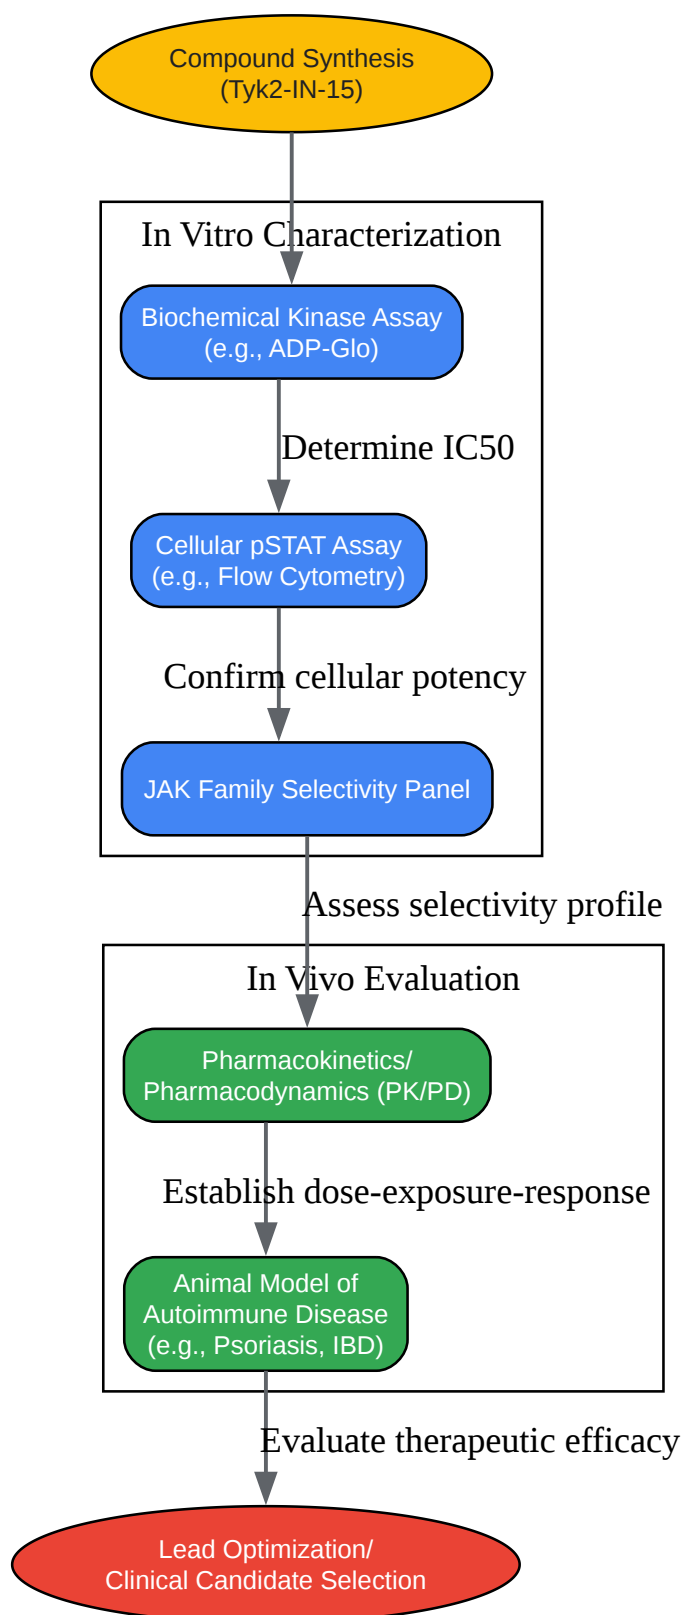 Compound Synthesis
(Tyk2-IN-15)
In Vitro Characterization
Biochemical Kinase Assay
(e.g., ADP-Glo)
Determine IC50
Cellular pSTAT Assay
(e.g., Flow Cytometry)
Confirm cellular potency
JAK Family Selectivity Panel
Assess selectivity profile
In Vivo Evaluation
Pharmacokinetics/
Pharmacodynamics (PK/PD)
Establish dose-exposure-response
Animal Model of
Autoimmune Disease
(e.g., Psoriasis, IBD)
Evaluate therapeutic efficacy
Lead Optimization/
Clinical Candidate Selection